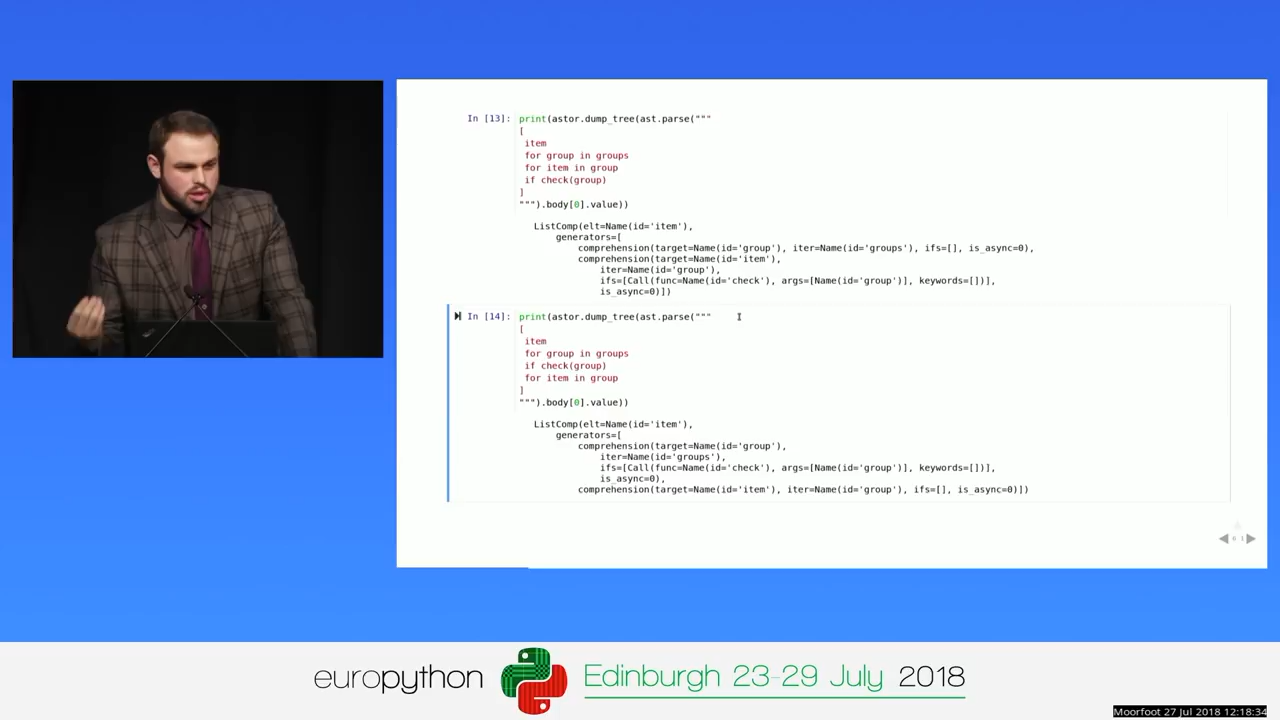 In [13]: print(astor.dump_tree(ast.parse("""
[
item
for group in groups
for item in group
if check(group)
]
""").body[0].value))
ListComp(elt=Name(id='item'),
generators=[
comprehension(target=Name(id='group'), iter=Name(id='groups'), ifs=[], is_async=0),
comprehension(target=Name(id='item'),
iter=Name(id='group'),
ifs=[Call(func=Name(id='check'), args=[Name(id='group')], keywords=[])],
is_async=0)])
In [14]: print(astor.dump_tree(ast.parse("""
[
item
for group in groups
if check(group)
for item in group
]
""").body[0].value))
ListComp(elt=Name(id='item'),
generators=[
comprehension(target=Name(id='group'),
iter=Name(id='groups'),
ifs=[Call(func=Name(id='check'), args=[Name(id='group')], keywords=[])],
is_async=0),
comprehension(target=Name(id='item'), iter=Name(id='group'), ifs=[], is_async=0)])
europython Edinburgh 23-29 July 2018
Moorfoot 27 Jul 2018 12:18:34